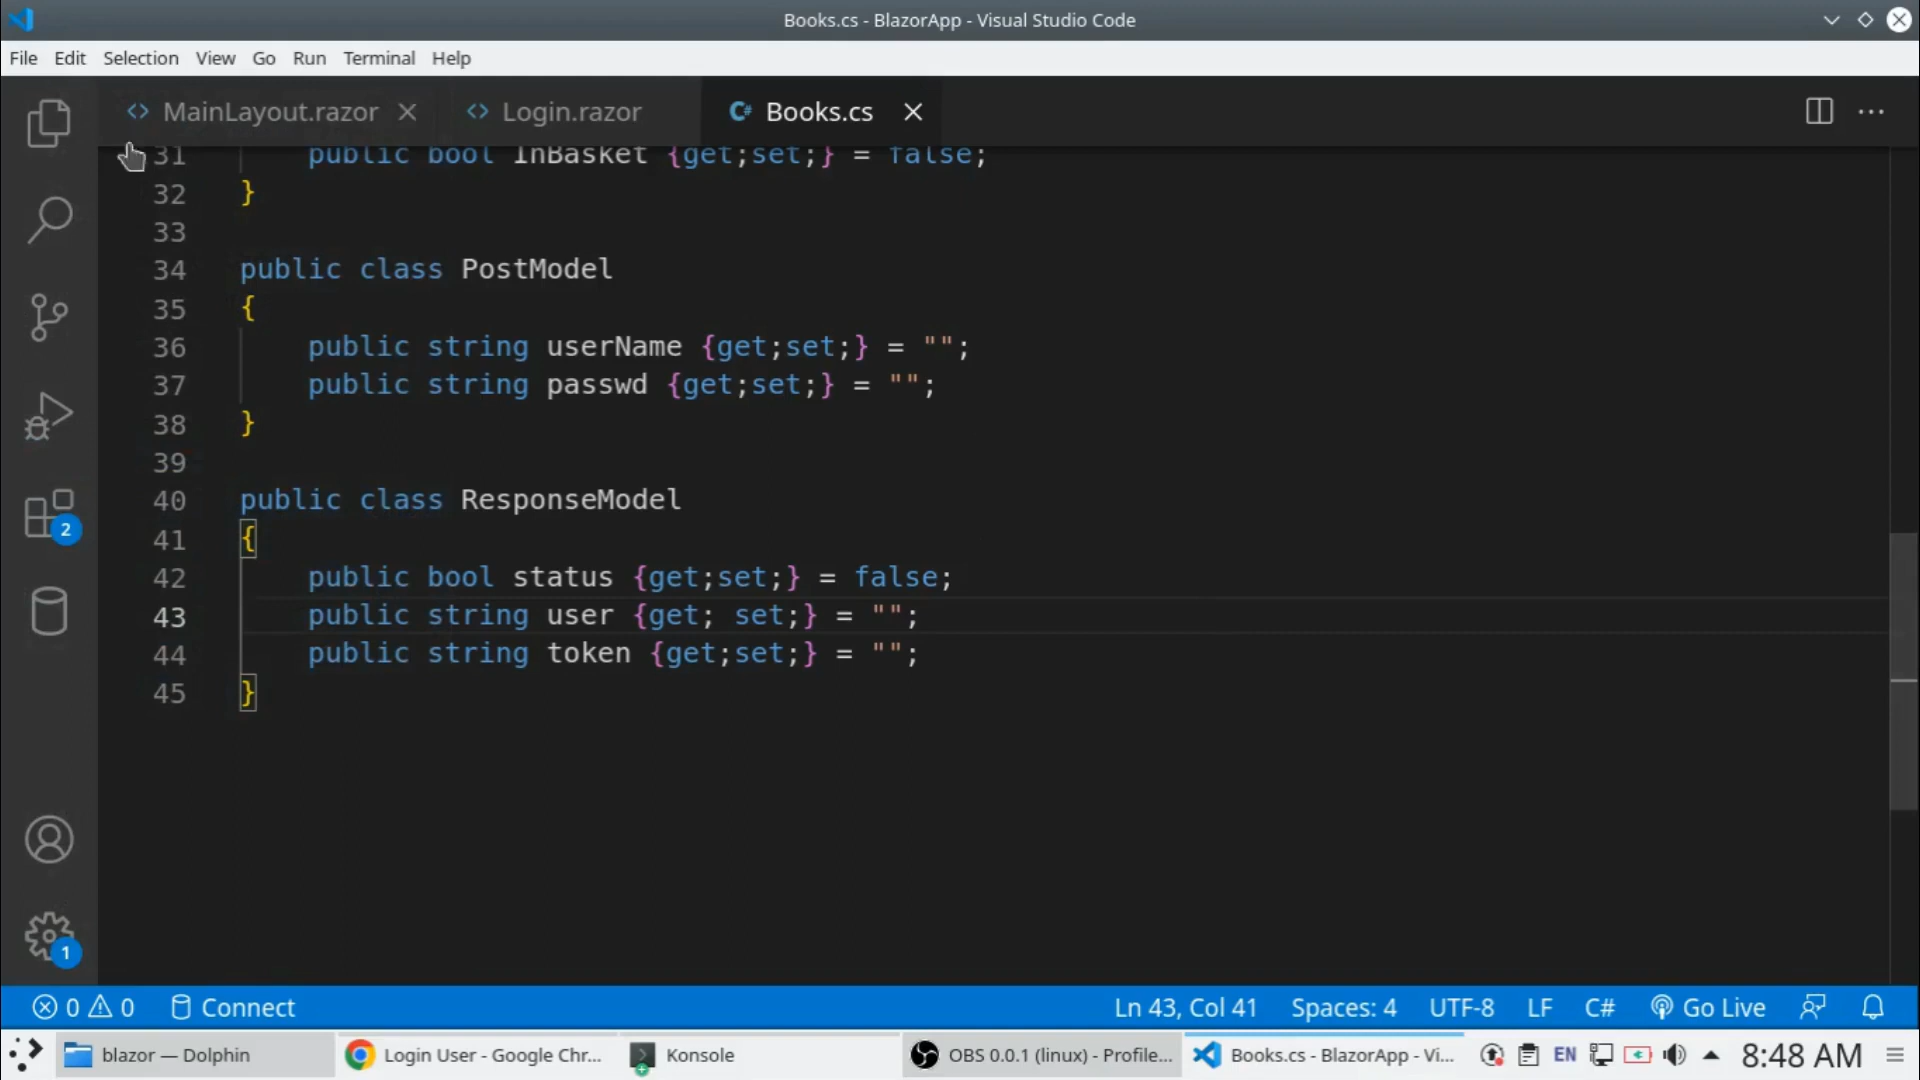 Books.cs - BlazorApp - Visual Studio Code
File Edit Selection View Go Run Terminal Help
MainLayout.razor Login.razor C# Books.cs
31 public bool InBasket {get;set;} = false;
32 }
33
34 public class PostModel
35 {
36 public string userName {get;set;} = "";
37 public string passwd {get;set;} = "";
38 }
39
40 public class ResponseModel
41 {
42 public bool status {get;set;} = false;
43 public string user {get; set;} = "";
44 public string token {get;set;} = "";
45 }
2
1
0 0 Connect Ln 43, Col 41 Spaces: 4 UTF-8 LF C# Go Live
blazor — Dolphin Login User - Google Chr... Konsole OBS 0.0.1 (linux) - Profile... Books.cs - BlazorApp - Vi... EN 8:48 AM